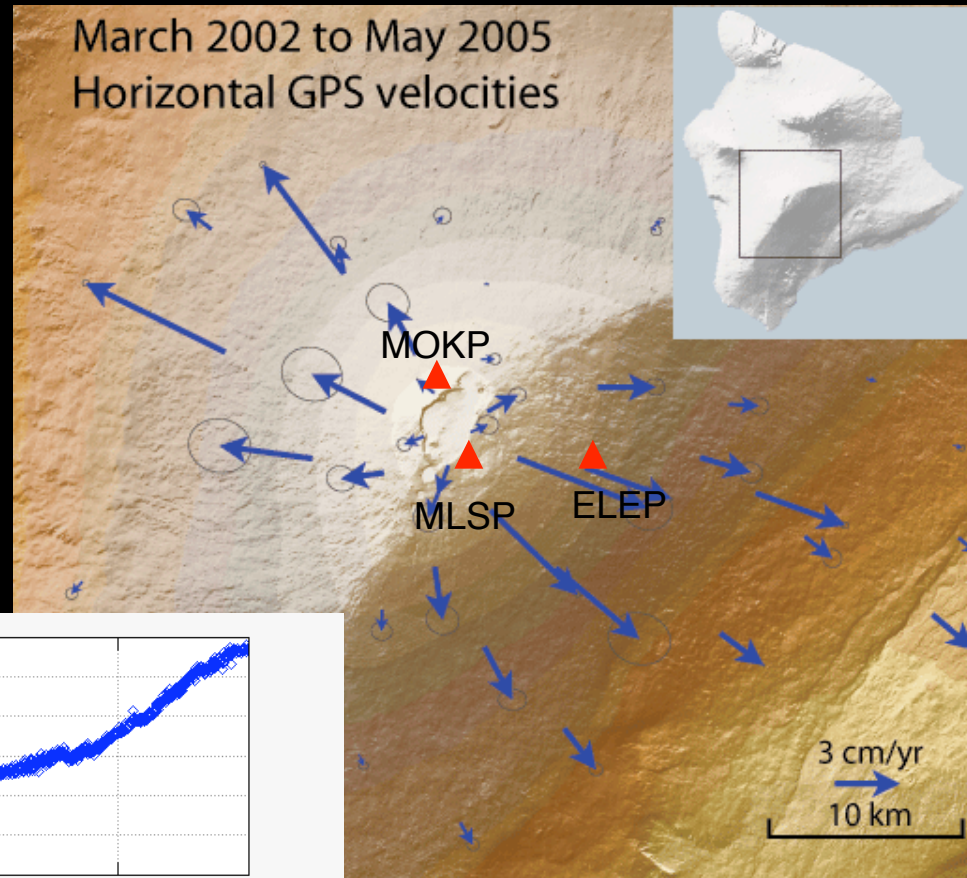 March 2002 to May 2005
Horizontal GPS velocities
MOKP
MLSP
ELEP
3 cm/yr
10 km